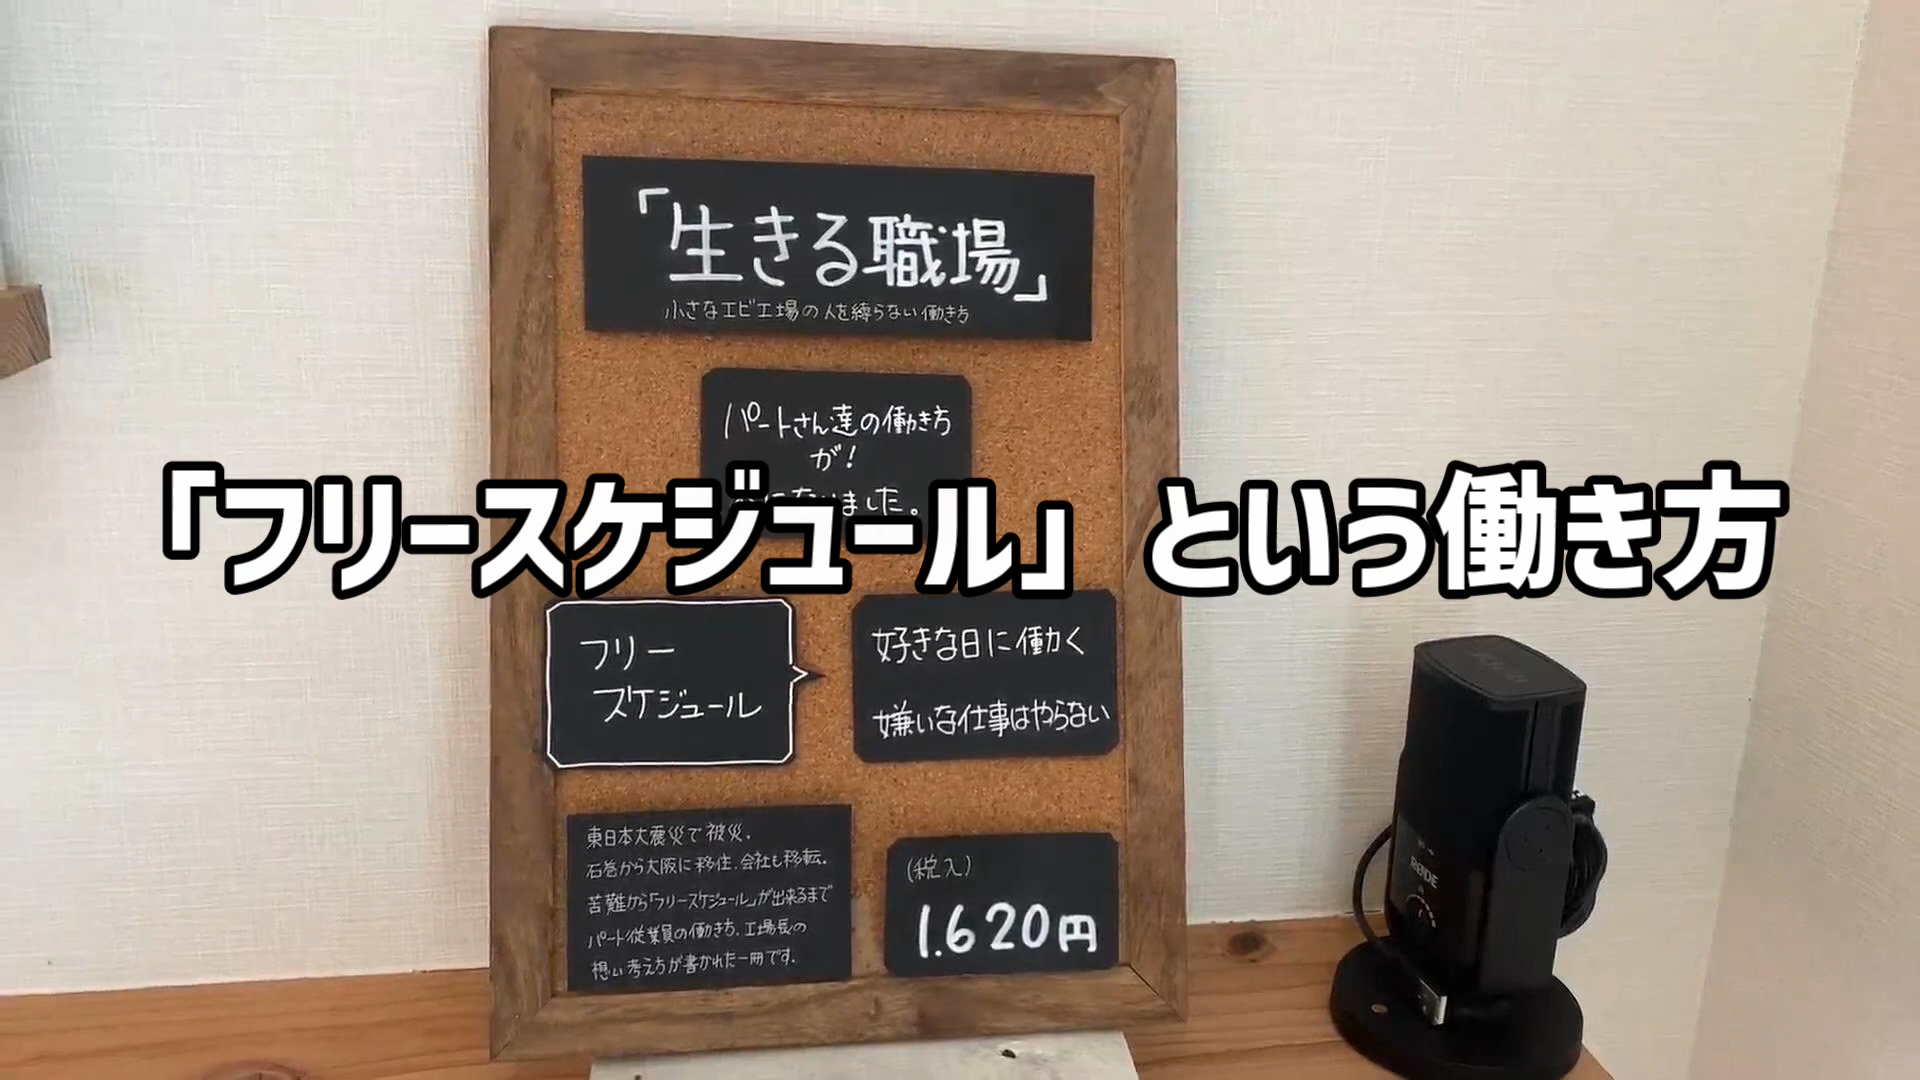 「生きる職場」
小さなエビ工場の人を縛らない働き方
パートさん達の働き方
が!
ました。
「フリースケジュール」という働き方
フリー
スケジュール
好きな日に働く
嫌いな仕事はやらない
東日本大震災で被災、
石巻から大阪に移住、会社も移転。
苦難から「フリースケジュール」が出来るまで
パート従業員の働き方、工場長の
想い考え方が書かれた一冊です。
(税入)
1.620円
RØDE